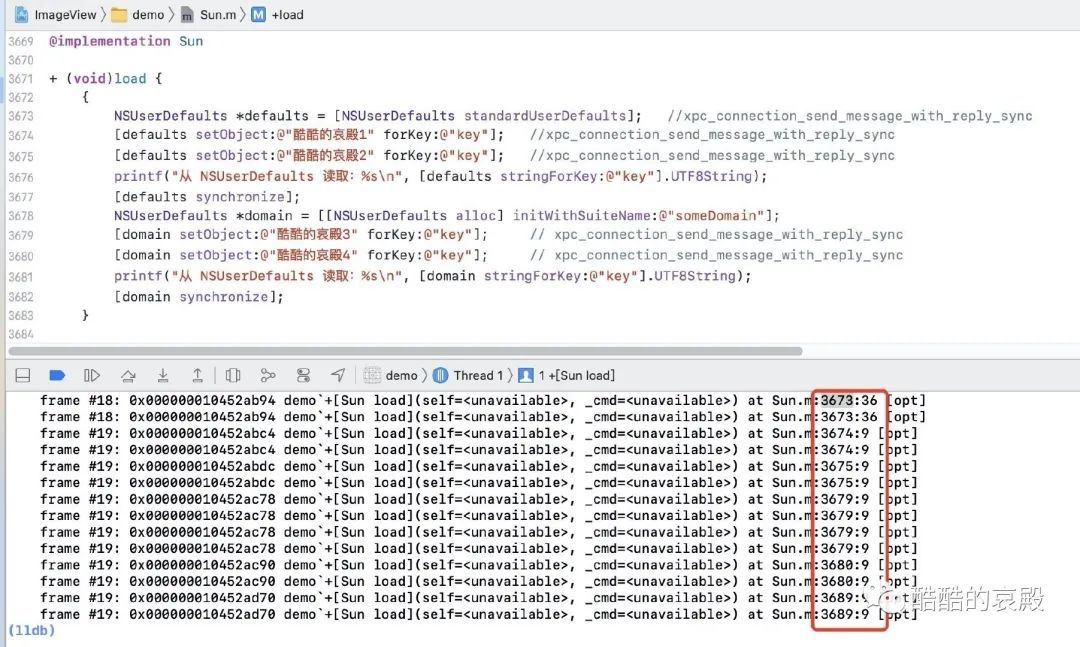 ImageView 〉 demo 〉 Sun.m 〉 M +load
3669 @implementation Sun
3670
3671 + (void)load {
3672     {
3673         NSUserDefaults *defaults = [NSUserDefaults standardUserDefaults];   //xpc_connection_send_message_with_reply_sync
3674         [defaults setObject:@"酷酷的哀殿1" forKey:@"key"];   //xpc_connection_send_message_with_reply_sync
3675         [defaults setObject:@"酷酷的哀殿2" forKey:@"key"];   //xpc_connection_send_message_with_reply_sync
3676         printf("从 NSUserDefaults 读取：%s\n", [defaults stringForKey:@"key"].UTF8String);
3677         [defaults synchronize];
3678         NSUserDefaults *domain = [[NSUserDefaults alloc] initWithSuiteName:@"someDomain"];
3679         [domain setObject:@"酷酷的哀殿3" forKey:@"key"];     // xpc_connection_send_message_with_reply_sync
3680         [domain setObject:@"酷酷的哀殿4" forKey:@"key"];     // xpc_connection_send_message_with_reply_sync
3681         printf("从 NSUserDefaults 读取：%s\n", [domain stringForKey:@"key"].UTF8String);
3682         [domain synchronize];
3683     }
3684
demo 〉 Thread 1 〉 1 +[Sun load]
frame #18: 0x000000010452ab94 demo`+[Sun load](self=<unavailable>, _cmd=<unavailable>) at Sun.m:3673:36 [opt]
frame #18: 0x000000010452ab94 demo`+[Sun load](self=<unavailable>, _cmd=<unavailable>) at Sun.m:3673:36 [opt]
frame #19: 0x000000010452abc4 demo`+[Sun load](self=<unavailable>, _cmd=<unavailable>) at Sun.m:3674:9 [opt]
frame #19: 0x000000010452abc4 demo`+[Sun load](self=<unavailable>, _cmd=<unavailable>) at Sun.m:3674:9 [opt]
frame #19: 0x000000010452abdc demo`+[Sun load](self=<unavailable>, _cmd=<unavailable>) at Sun.m:3675:9 [opt]
frame #19: 0x000000010452abdc demo`+[Sun load](self=<unavailable>, _cmd=<unavailable>) at Sun.m:3675:9 [opt]
frame #19: 0x000000010452ac78 demo`+[Sun load](self=<unavailable>, _cmd=<unavailable>) at Sun.m:3679:9 [opt]
frame #19: 0x000000010452ac78 demo`+[Sun load](self=<unavailable>, _cmd=<unavailable>) at Sun.m:3679:9 [opt]
frame #19: 0x000000010452ac78 demo`+[Sun load](self=<unavailable>, _cmd=<unavailable>) at Sun.m:3679:9 [opt]
frame #19: 0x000000010452ac78 demo`+[Sun load](self=<unavailable>, _cmd=<unavailable>) at Sun.m:3679:9 [opt]
frame #19: 0x000000010452ac90 demo`+[Sun load](self=<unavailable>, _cmd=<unavailable>) at Sun.m:3680:9 [opt]
frame #19: 0x000000010452ac90 demo`+[Sun load](self=<unavailable>, _cmd=<unavailable>) at Sun.m:3680:9 [opt]
frame #19: 0x000000010452ad70 demo`+[Sun load](self=<unavailable>, _cmd=<unavailable>) at Sun.m:3689:9 [opt]
frame #19: 0x000000010452ad70 demo`+[Sun load](self=<unavailable>, _cmd=<unavailable>) at Sun.m:3689:9 [opt]
酷酷的哀殿
(lldb)